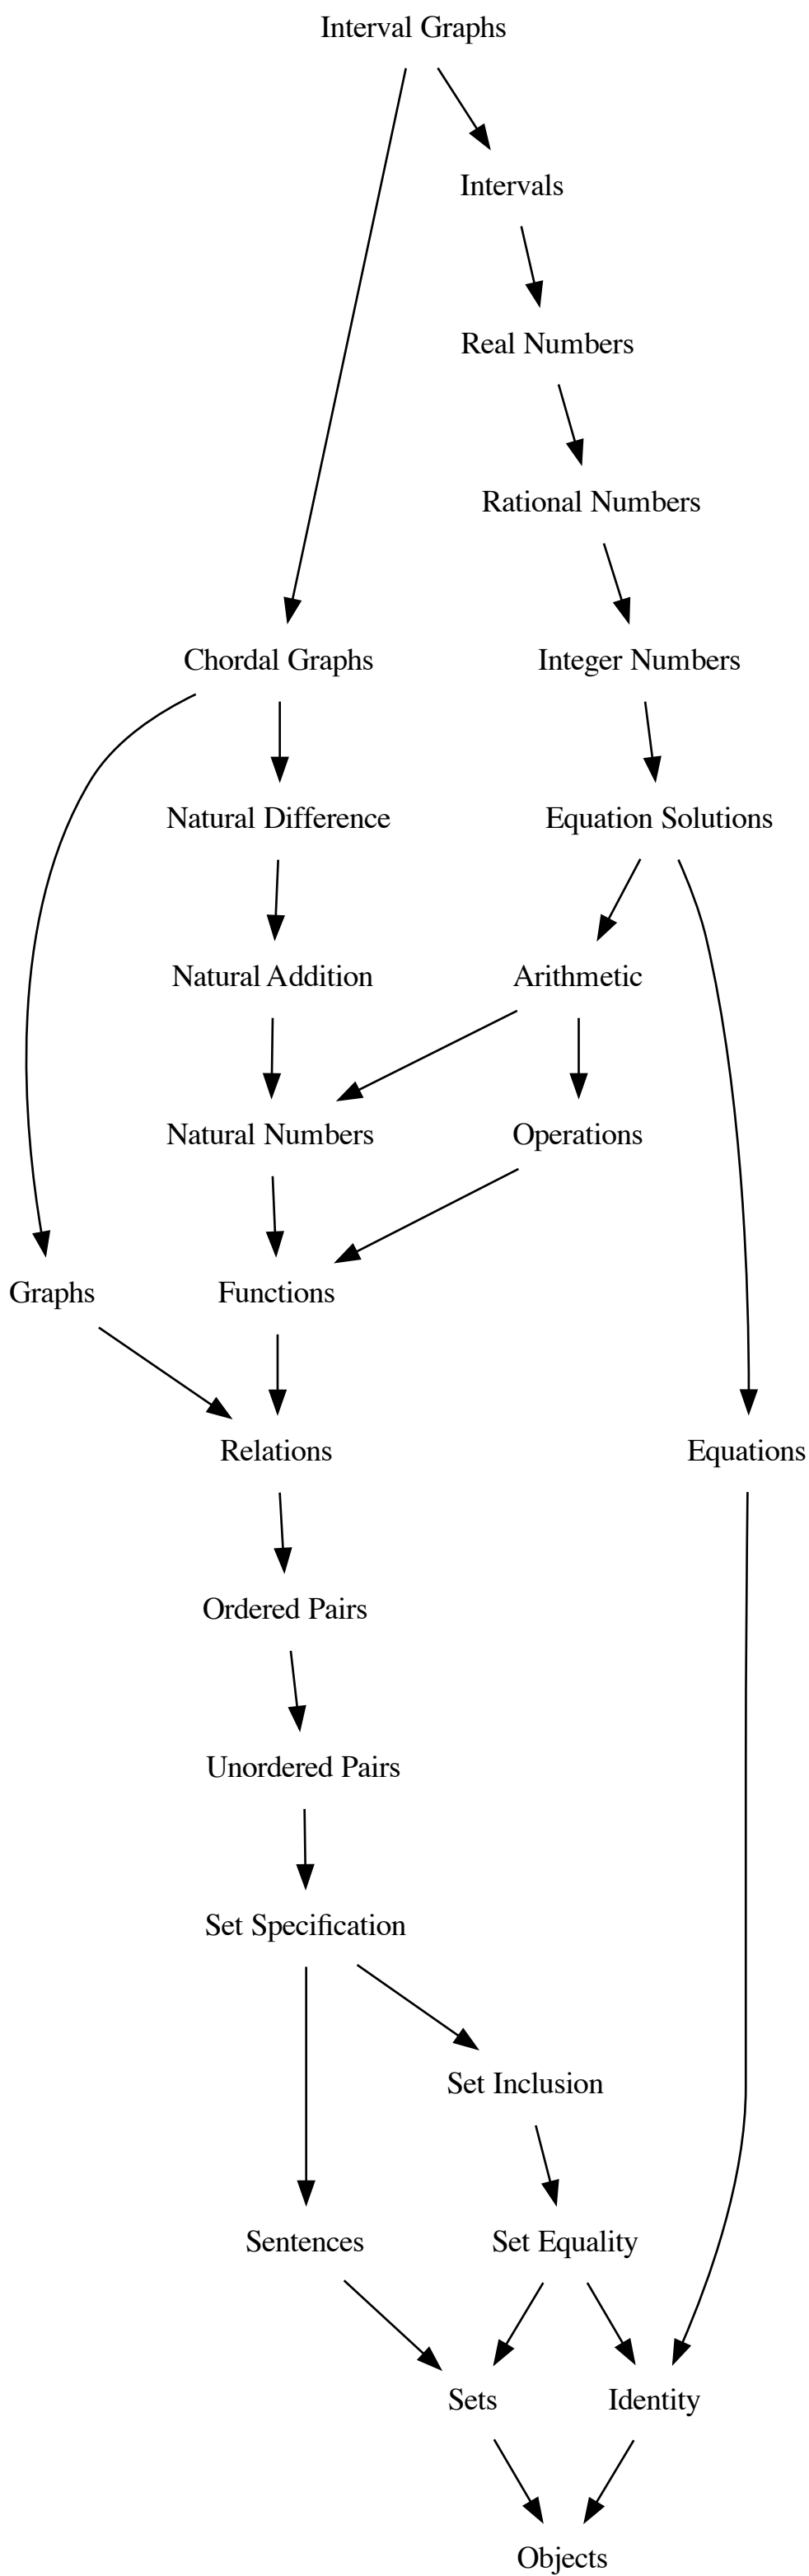 Interval Graphs
Intervals
Real Numbers
Rational Numbers
Chordal Graphs
Integer Numbers
Natural Difference
Equation Solutions
Natural Addition
Arithmetic
Natural Numbers
Operations
Graphs
Functions
Relations
Equations
Ordered Pairs
Unordered Pairs
Set Specification
Set Inclusion
Sentences
Set Equality
Sets
Identity
Objects